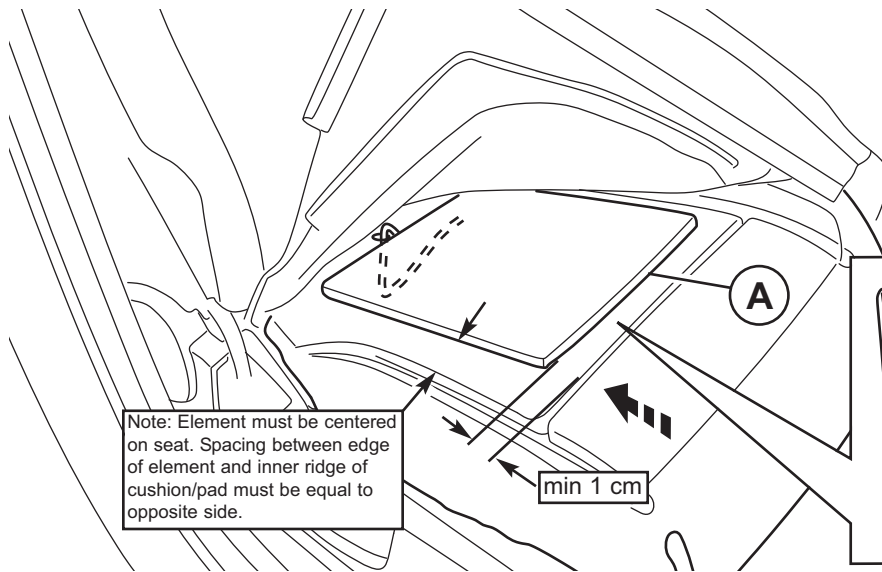 A
Note: Element must be centered
on seat. Spacing between edge
of element and inner ridge of
cushion/pad must be equal to
opposite side.
min 1 cm